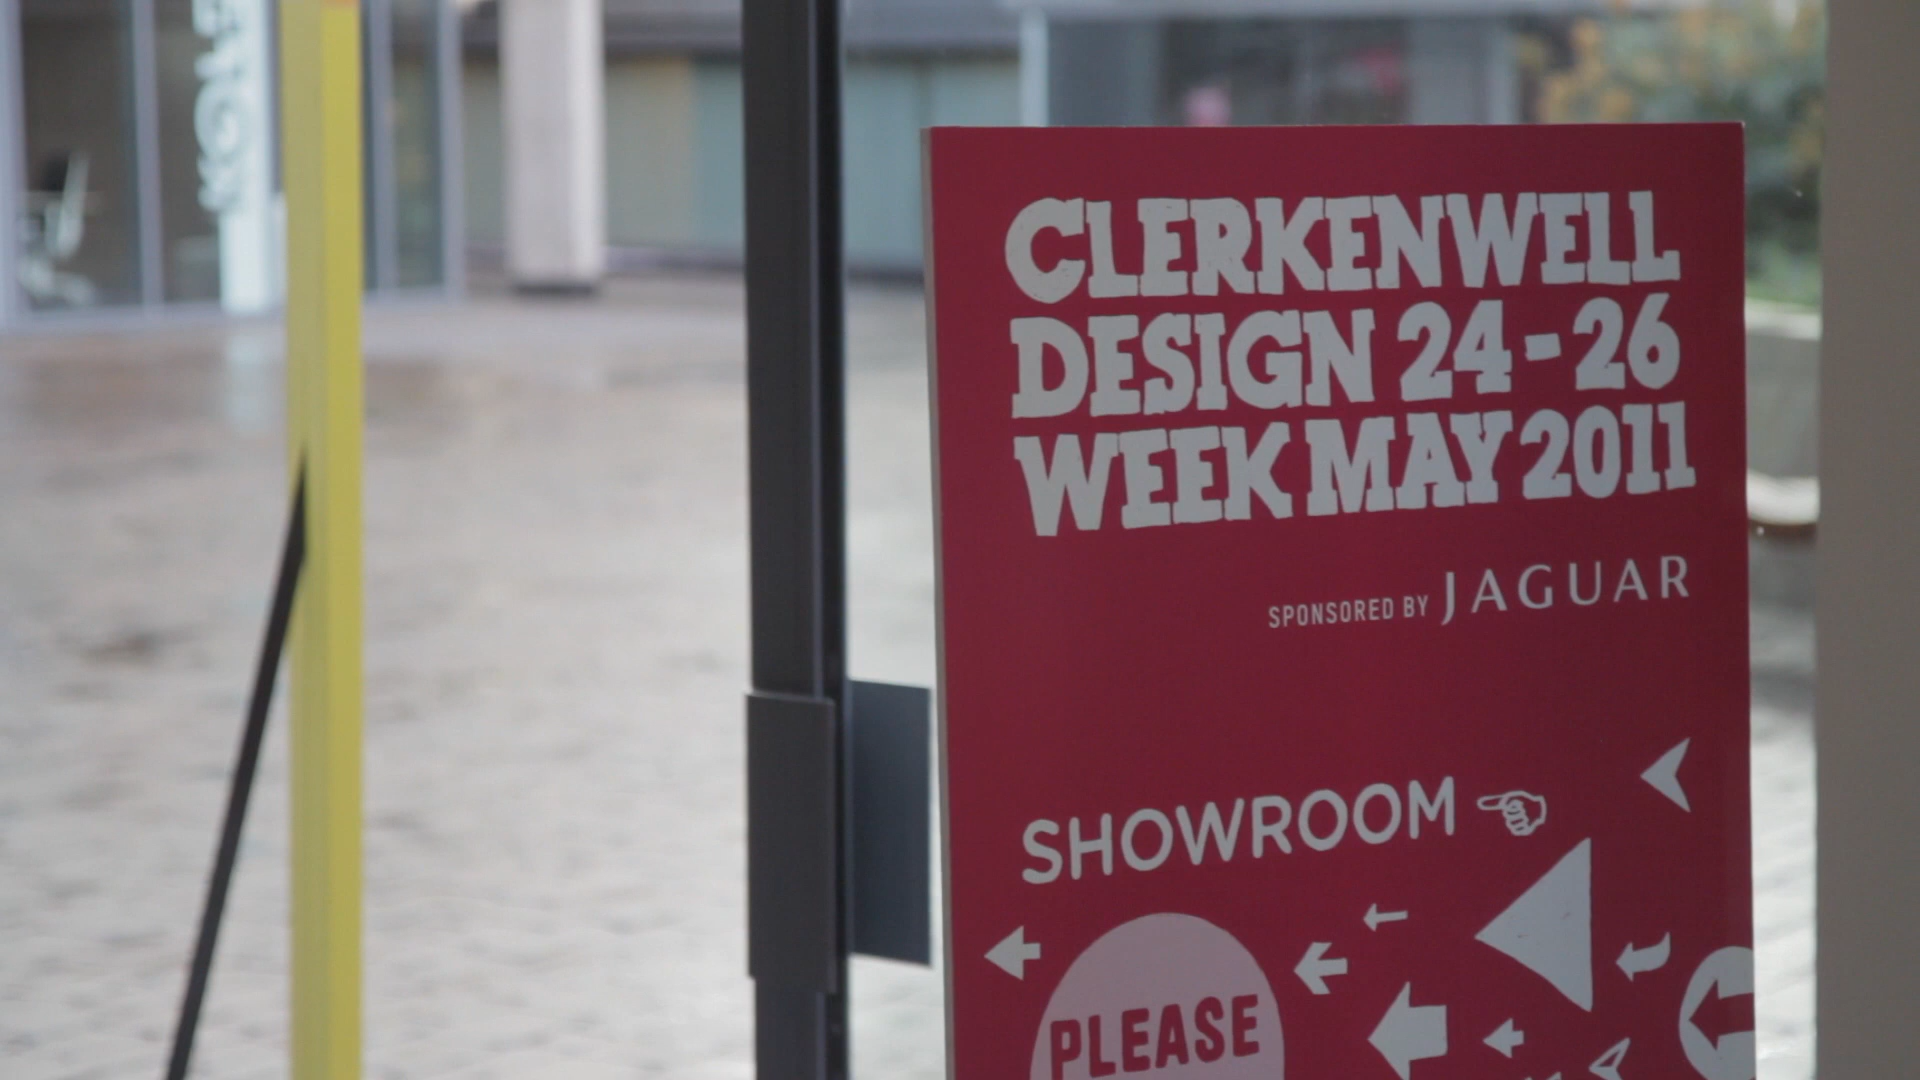 CLERKENWELL
DESIGN 24-26
WEEK MAY 2011
SPONSORED BY JAGUAR
SHOWROOM
PLEASE